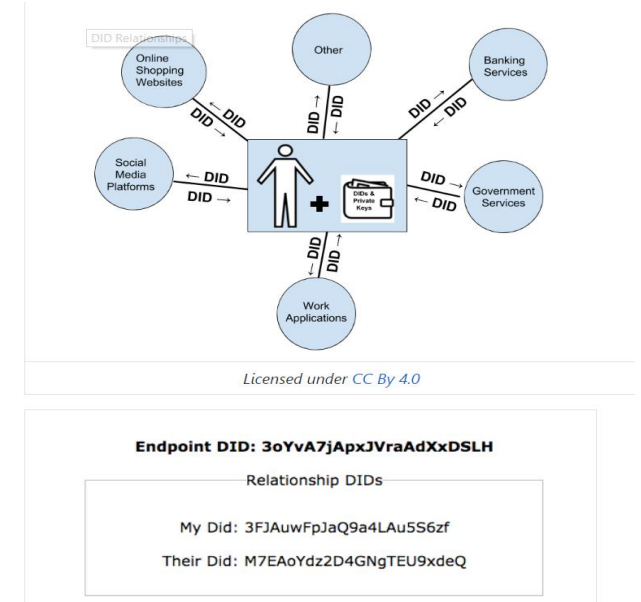 DID Relationships
Online
Shopping
Websites
Other
Banking
Services
← DID
DID →
DID →
← DID
DID →
← DID
Social
Media
Platforms
← DID
DID →
DIDs &
Private
Keys
DID →
← DID
Government
Services
← DID
DID →
Work
Applications
Licensed under CC By 4.0
Endpoint DID: 3oYvA7jApxJVraAdXxDSLH
Relationship DIDs
My Did: 3FJAuwFpJaQ9a4LAu5S6zf
Their Did: M7EAoYdz2D4GNgTEU9xdeQ